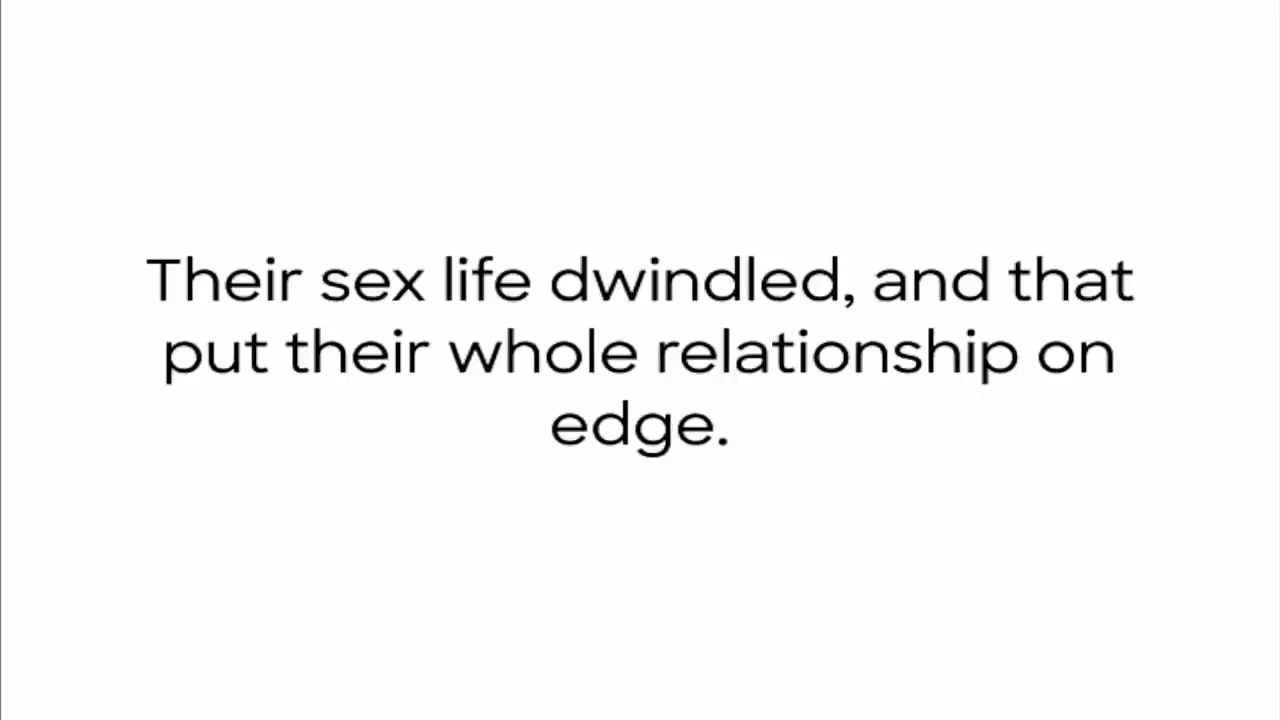 Their sex life dwindled, and that
put their whole relationship on
edge.